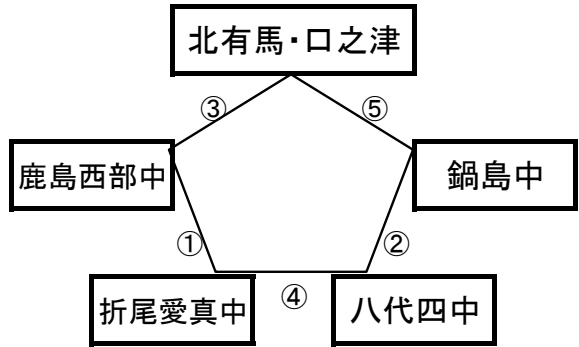 北有馬・口之津
③
⑤
鹿島西部中
鍋島中
①
②
④
折尾愛真中
八代四中